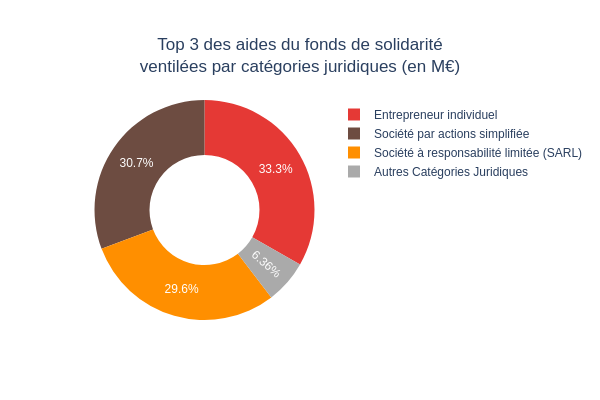 Top 3 des aides du fonds de solidarité
ventilées par catégories juridiques (en M€)
Entrepreneur individuel
Société par actions simplifiée
Société à responsabilité limitée (SARL)
Autres Catégories Juridiques
30.7%
33.3%
6.36%
29.6%